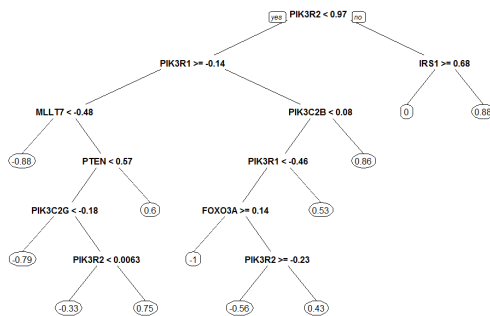 yes PIK3R2 < 0.97 no
PIK3R1 >= -0.14 IRS1 >= 0.68
MLLT7 < -0.48 PIK3C2B < 0.08 0 0.88
-0.88 PTEN < 0.57 PIK3R1 < -0.46 0.86
PIK3C2G < -0.18 0.6 FOXO3A >= 0.14 0.53
-0.79 PIK3R2 < 0.0063 -1 PIK3R2 >= -0.23
-0.33 0.75 -0.56 0.43